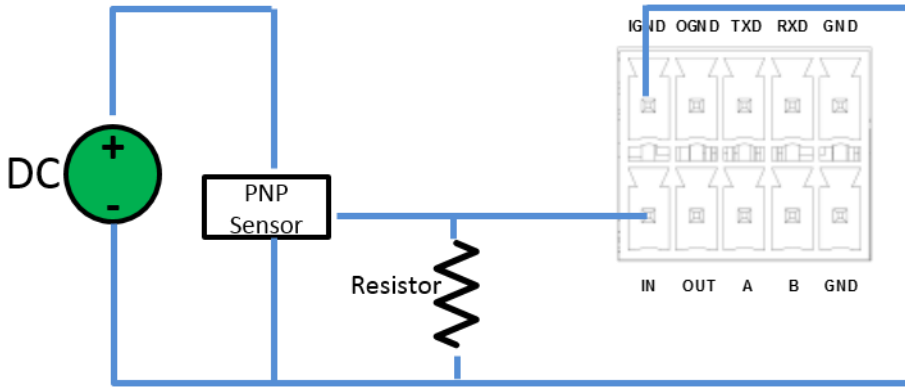 IGND OGND TXD RXD GND
DC
+
-
PNP
Sensor
Resistor
IN OUT A B GND